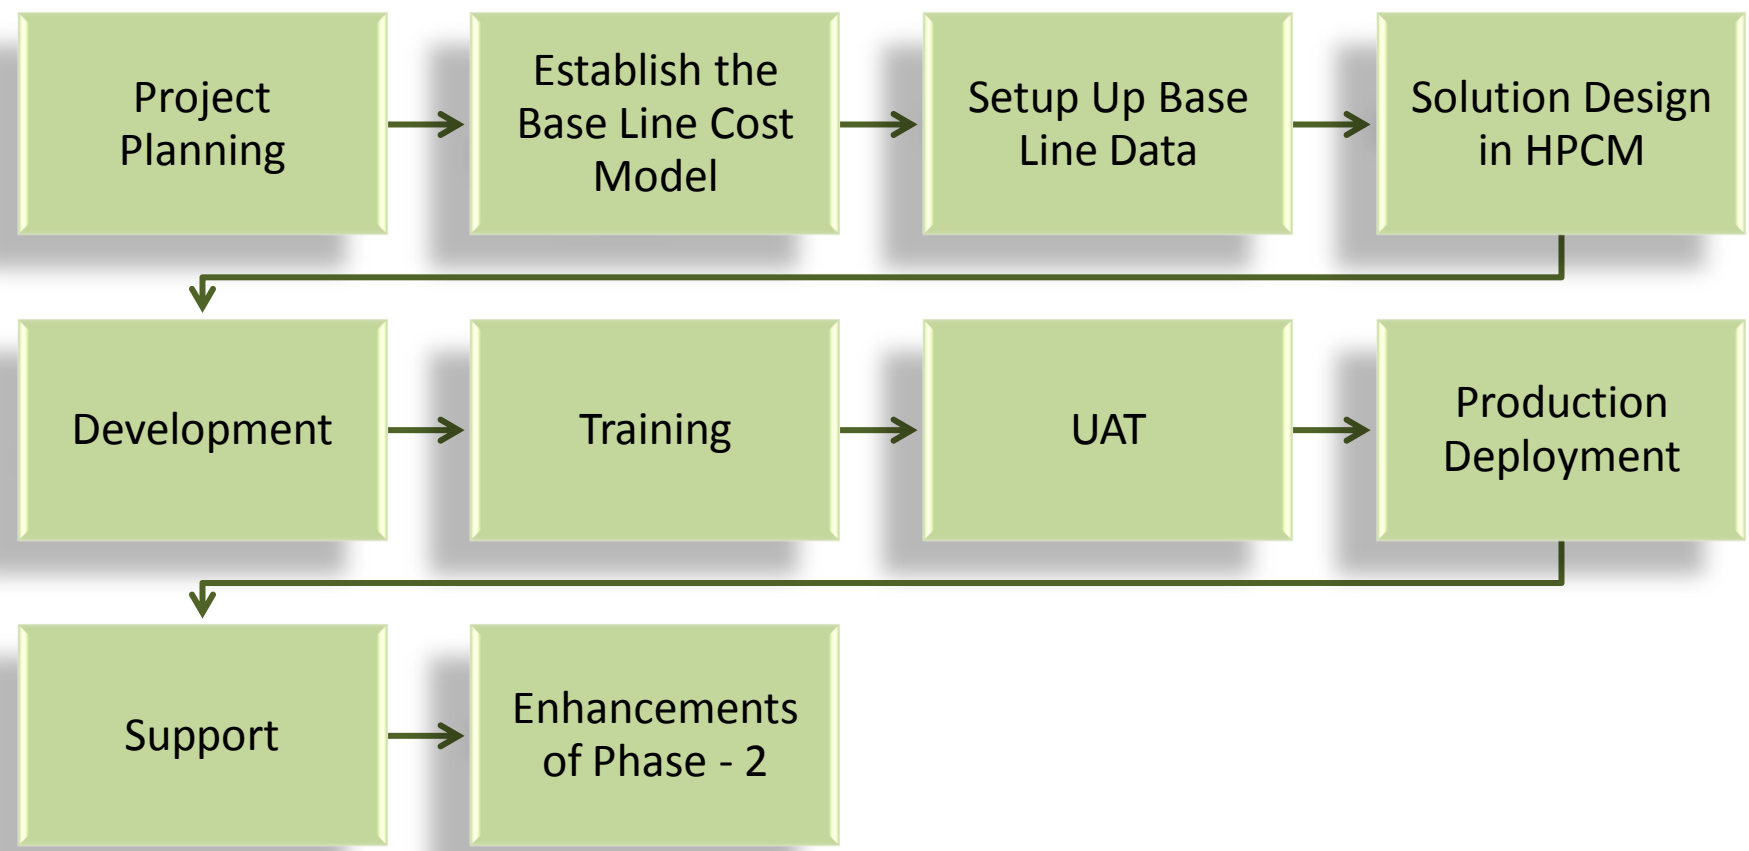 Project
Planning
Establish the
Base Line Cost
Model
Setup Up Base
Line Data
Solution Design
in HPCM
Development
Training
UAT
Production
Deployment
Support
Enhancements
of Phase - 2